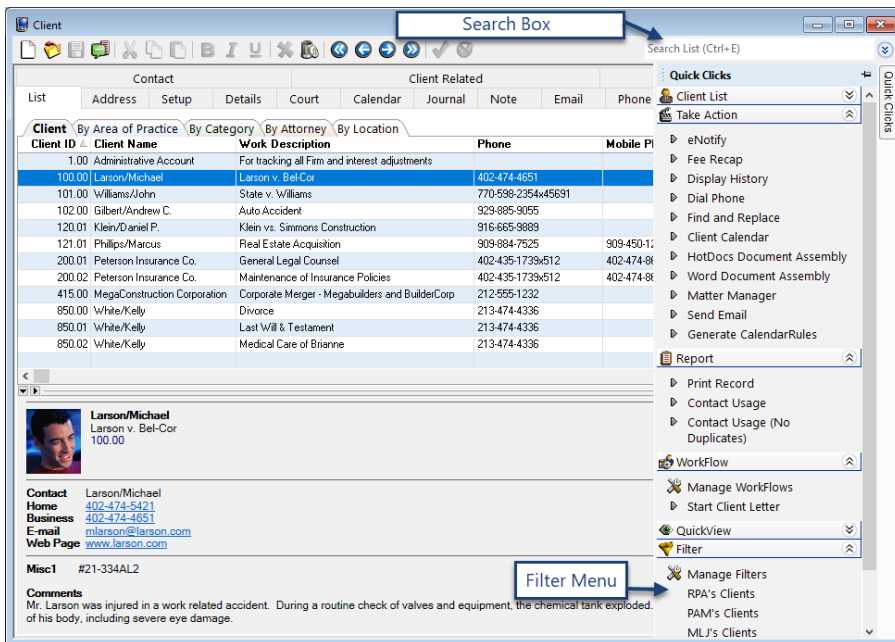 Client
Search Box
Search List (Ctrl+E)
B I U
Contact
Client Related
List Address Setup Details Court Calendar Journal Note Email Phone
Client By Area of Practice By Category By Attorney By Location
Client ID Client Name Work Description Phone Mobile Pl
1.00 Administrative Account For tracking all Firm and interest adjustments
100.00 Larson/Michael Larson v. Bel-Cor 402-474-4651
101.00 Williams/John State v. Williams 770-598-2354x45691
102.00 Gilbert/Andrew C. Auto Accident 929-885-9055
120.01 Klein/Daniel P. Klein vs. Simmons Construction 916-665-9889
121.01 Phillips/Marcus Real Estate Acquisition 909-884-7525 909-450-12
200.01 Peterson Insurance Co. General Legal Counsel 402-435-1739x512 402-474-86
200.02 Peterson Insurance Co. Maintenance of Insurance Policies 402-435-1739x512 402-474-86
415.00 MegaConstruction Corporation Corporate Merger - Megabuilders and BuilderCorp 212-555-1232
850.00 White/Kelly Divorce 213-474-4336
850.01 White/Kelly Last Will & Testament 213-474-4336
850.02 White/Kelly Medical Care of Brianne 213-474-4336
Larson/Michael
Larson v. Bel-Cor
100.00
Contact Larson/Michael
Home 402-474-5421
Business 402-474-4651
E-mail mlarson@larson.com
Web Page www.larson.com
Misc1 #21-334AL2
Comments
Mr. Larson was injured in a work related accident. During a routine check of valves and equipment, the chemical tank exploded.
of his body, including severe eye damage.
Quick Clicks
Client List
Take Action
eNotify
Fee Recap
Display History
Dial Phone
Find and Replace
Client Calendar
HotDocs Document Assembly
Word Document Assembly
Matter Manager
Send Email
Generate CalendarRules
Report
Print Record
Contact Usage
Contact Usage (No
Duplicates)
WorkFlow
Manage WorkFlows
Start Client Letter
QuickView
Filter
Manage Filters
RPA's Clients
PAM's Clients
MLJ's Clients
Filter Menu
Quick Clicks